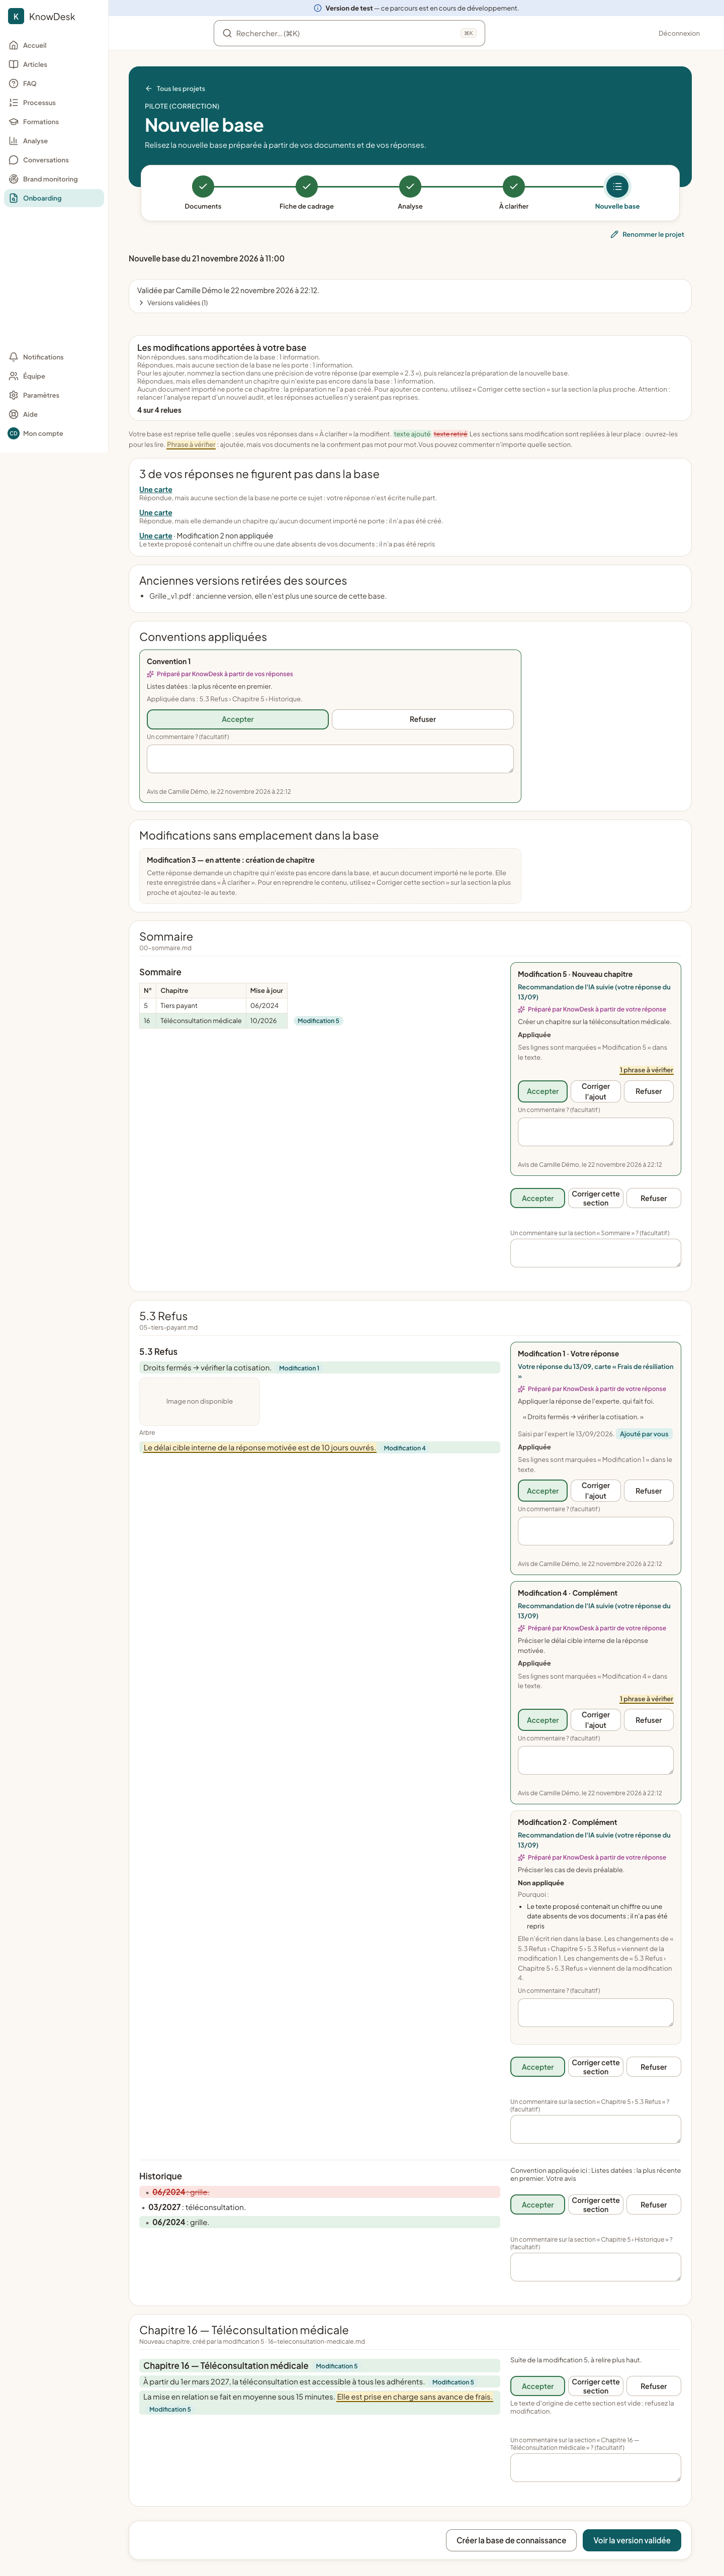 K KnowDesk
Accueil
Articles
FAQ
Processus
Formations
Analyse
Conversations
Brand monitoring
Onboarding
Notifications
Équipe
Paramètres
Aide
CD Mon compte
Version de test — ce parcours est en cours de développement.
Rechercher... (⌘K) ⌘K
Déconnexion
← Tous les projets
PILOTE (CORRECTION)
Nouvelle base
Relisez la nouvelle base préparée à partir de vos documents et de vos réponses.
Documents Fiche de cadrage Analyse À clarifier Nouvelle base
Renommer le projet
Nouvelle base du 21 novembre 2026 à 11:00
Validée par Camille Démo le 22 novembre 2026 à 22:12.
Versions validées (1)
Les modifications apportées à votre base
Non répondues, sans modification de la base : 1 information.
Répondues, mais aucune section de la base ne les porte : 1 information.
Pour les ajouter, nommez la section dans une précision de votre réponse (par exemple « 2.3 »), puis relancez la préparation de la nouvelle base.
Répondues, mais elles demandent un chapitre qui n'existe pas encore dans la base : 1 information.
Aucun document importé ne porte ce chapitre : la préparation ne l'a pas créé. Pour ajouter ce contenu, utilisez « Corriger cette section » sur la section la plus proche. Attention :
relancer l'analyse repart d'un nouvel audit, et les réponses actuelles n'y seraient pas reprises.
4 sur 4 relues
Votre base est reprise telle quelle ; seules vos réponses dans « À clarifier » la modifient. texte ajouté texte retiré Les sections sans modification sont repliées à leur place : ouvrez-les
pour les lire. Phrase à vérifier : ajoutée, mais vos documents ne la confirment pas mot pour mot.Vous pouvez commenter n'importe quelle section.
3 de vos réponses ne figurent pas dans la base
Une carte
Répondue, mais aucune section de la base ne porte ce sujet : votre réponse n'est écrite nulle part.
Une carte
Répondue, mais elle demande un chapitre qu'aucun document importé ne porte : il n'a pas été créé.
Une carte · Modification 2 non appliquée
Le texte proposé contenait un chiffre ou une date absents de vos documents ; il n'a pas été repris
Anciennes versions retirées des sources
• Grille_v1.pdf : ancienne version, elle n'est plus une source de cette base.
Conventions appliquées
Convention 1
Préparé par KnowDesk à partir de vos réponses
Listes datées : la plus récente en premier.
Appliquée dans : 5.3 Refus › Chapitre 5 › Historique.
Accepter Refuser
Un commentaire ? (facultatif)
Avis de Camille Démo, le 22 novembre 2026 à 22:12
Modifications sans emplacement dans la base
Modification 3 — en attente : création de chapitre
Cette réponse demande un chapitre qui n'existe pas encore dans la base, et aucun document importé ne le porte. Elle
reste enregistrée dans « À clarifier ». Pour en reprendre le contenu, utilisez « Corriger cette section » sur la section la plus
proche et ajoutez-le au texte.
Sommaire
00-sommaire.md
Sommaire
N° Chapitre Mise à jour
5 Tiers payant 06/2024
16 Téléconsultation médicale 10/2026 Modification 5
Modification 5 · Nouveau chapitre
Recommandation de l'IA suivie (votre réponse du
13/09)
Préparé par KnowDesk à partir de votre réponse
Créer un chapitre sur la téléconsultation médicale.
Appliquée
Ses lignes sont marquées « Modification 5 » dans
le texte.
1 phrase à vérifier
Accepter Corriger l'ajout Refuser
Un commentaire ? (facultatif)
Avis de Camille Démo, le 22 novembre 2026 à 22:12
Accepter Corriger cette section Refuser
Un commentaire sur la section « Sommaire » ? (facultatif)
5.3 Refus
05-tiers-payant.md
5.3 Refus
Droits fermés → vérifier la cotisation. Modification 1
Image non disponible
Arbre
Le délai cible interne de la réponse motivée est de 10 jours ouvrés. Modification 4
Modification 1 · Votre réponse
Votre réponse du 13/09, carte « Frais de résiliation
»
Préparé par KnowDesk à partir de votre réponse
Appliquer la réponse de l'experte, qui fait foi.
« Droits fermés → vérifier la cotisation. »
Saisi par l'expert le 13/09/2026. Ajouté par vous
Appliquée
Ses lignes sont marquées « Modification 1 » dans le
texte.
Accepter Corriger l'ajout Refuser
Un commentaire ? (facultatif)
Avis de Camille Démo, le 22 novembre 2026 à 22:12
Modification 4 · Complément
Recommandation de l'IA suivie (votre réponse du
13/09)
Préparé par KnowDesk à partir de votre réponse
Préciser le délai cible interne de la réponse
motivée.
Appliquée
Ses lignes sont marquées « Modification 4 » dans
le texte.
1 phrase à vérifier
Accepter Corriger l'ajout Refuser
Un commentaire ? (facultatif)
Avis de Camille Démo, le 22 novembre 2026 à 22:12
Modification 2 · Complément
Recommandation de l'IA suivie (votre réponse du
13/09)
Préparé par KnowDesk à partir de votre réponse
Préciser les cas de devis préalable.
Non appliquée
Pourquoi :
• Le texte proposé contenait un chiffre ou une
date absents de vos documents ; il n'a pas été
repris
Elle n'écrit rien dans la base. Les changements de «
5.3 Refus › Chapitre 5 › 5.3 Refus » viennent de la
modification 1. Les changements de « 5.3 Refus ›
Chapitre 5 › 5.3 Refus » viennent de la modification
4.
Un commentaire ? (facultatif)
Accepter Corriger cette section Refuser
Un commentaire sur la section « Chapitre 5 › 5.3 Refus » ?
(facultatif)
Historique
• 06/2024 : grille.
• 03/2027 : téléconsultation.
• 06/2024 : grille.
Convention appliquée ici : Listes datées : la plus récente
en premier. Votre avis
Accepter Corriger cette section Refuser
Un commentaire sur la section « Chapitre 5 › Historique » ?
(facultatif)
Chapitre 16 — Téléconsultation médicale
Nouveau chapitre, créé par la modification 5 · 16-teleconsultation-medicale.md
Chapitre 16 — Téléconsultation médicale Modification 5
À partir du 1er mars 2027, la téléconsultation est accessible à tous les adhérents. Modification 5
La mise en relation se fait en moyenne sous 15 minutes. Elle est prise en charge sans avance de frais.
Modification 5
Suite de la modification 5, à relire plus haut.
Accepter Corriger cette section Refuser
Le texte d'origine de cette section est vide : refusez la
modification.
Un commentaire sur la section « Chapitre 16 —
Téléconsultation médicale » ? (facultatif)
Créer la base de connaissance Voir la version validée